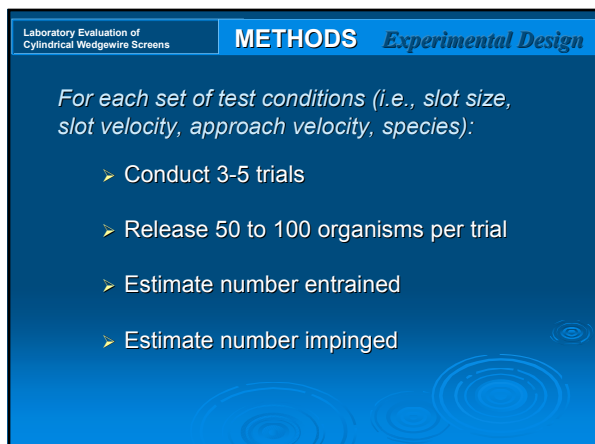 Laboratory Evaluation of
Cylindrical Wedgewire Screens
METHODS Experimental Design
For each set of test conditions (i.e., slot size,
slot velocity, approach velocity, species):
➢ Conduct 3-5 trials
➢ Release 50 to 100 organisms per trial
➢ Estimate number entrained
➢ Estimate number impinged